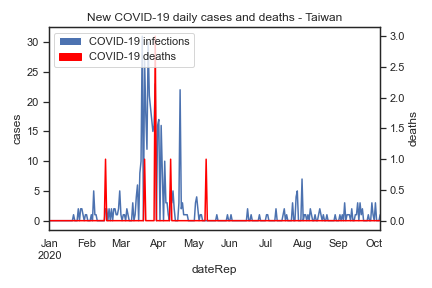 New COVID-19 daily cases and deaths - Taiwan
COVID-19 infections
COVID-19 deaths
30
25
20
15
10
5
0
cases
3.0
2.5
2.0
1.5
1.0
0.5
0.0
deaths
Jan Feb Mar Apr May Jun Jul Aug Sep Oct
2020
dateRep